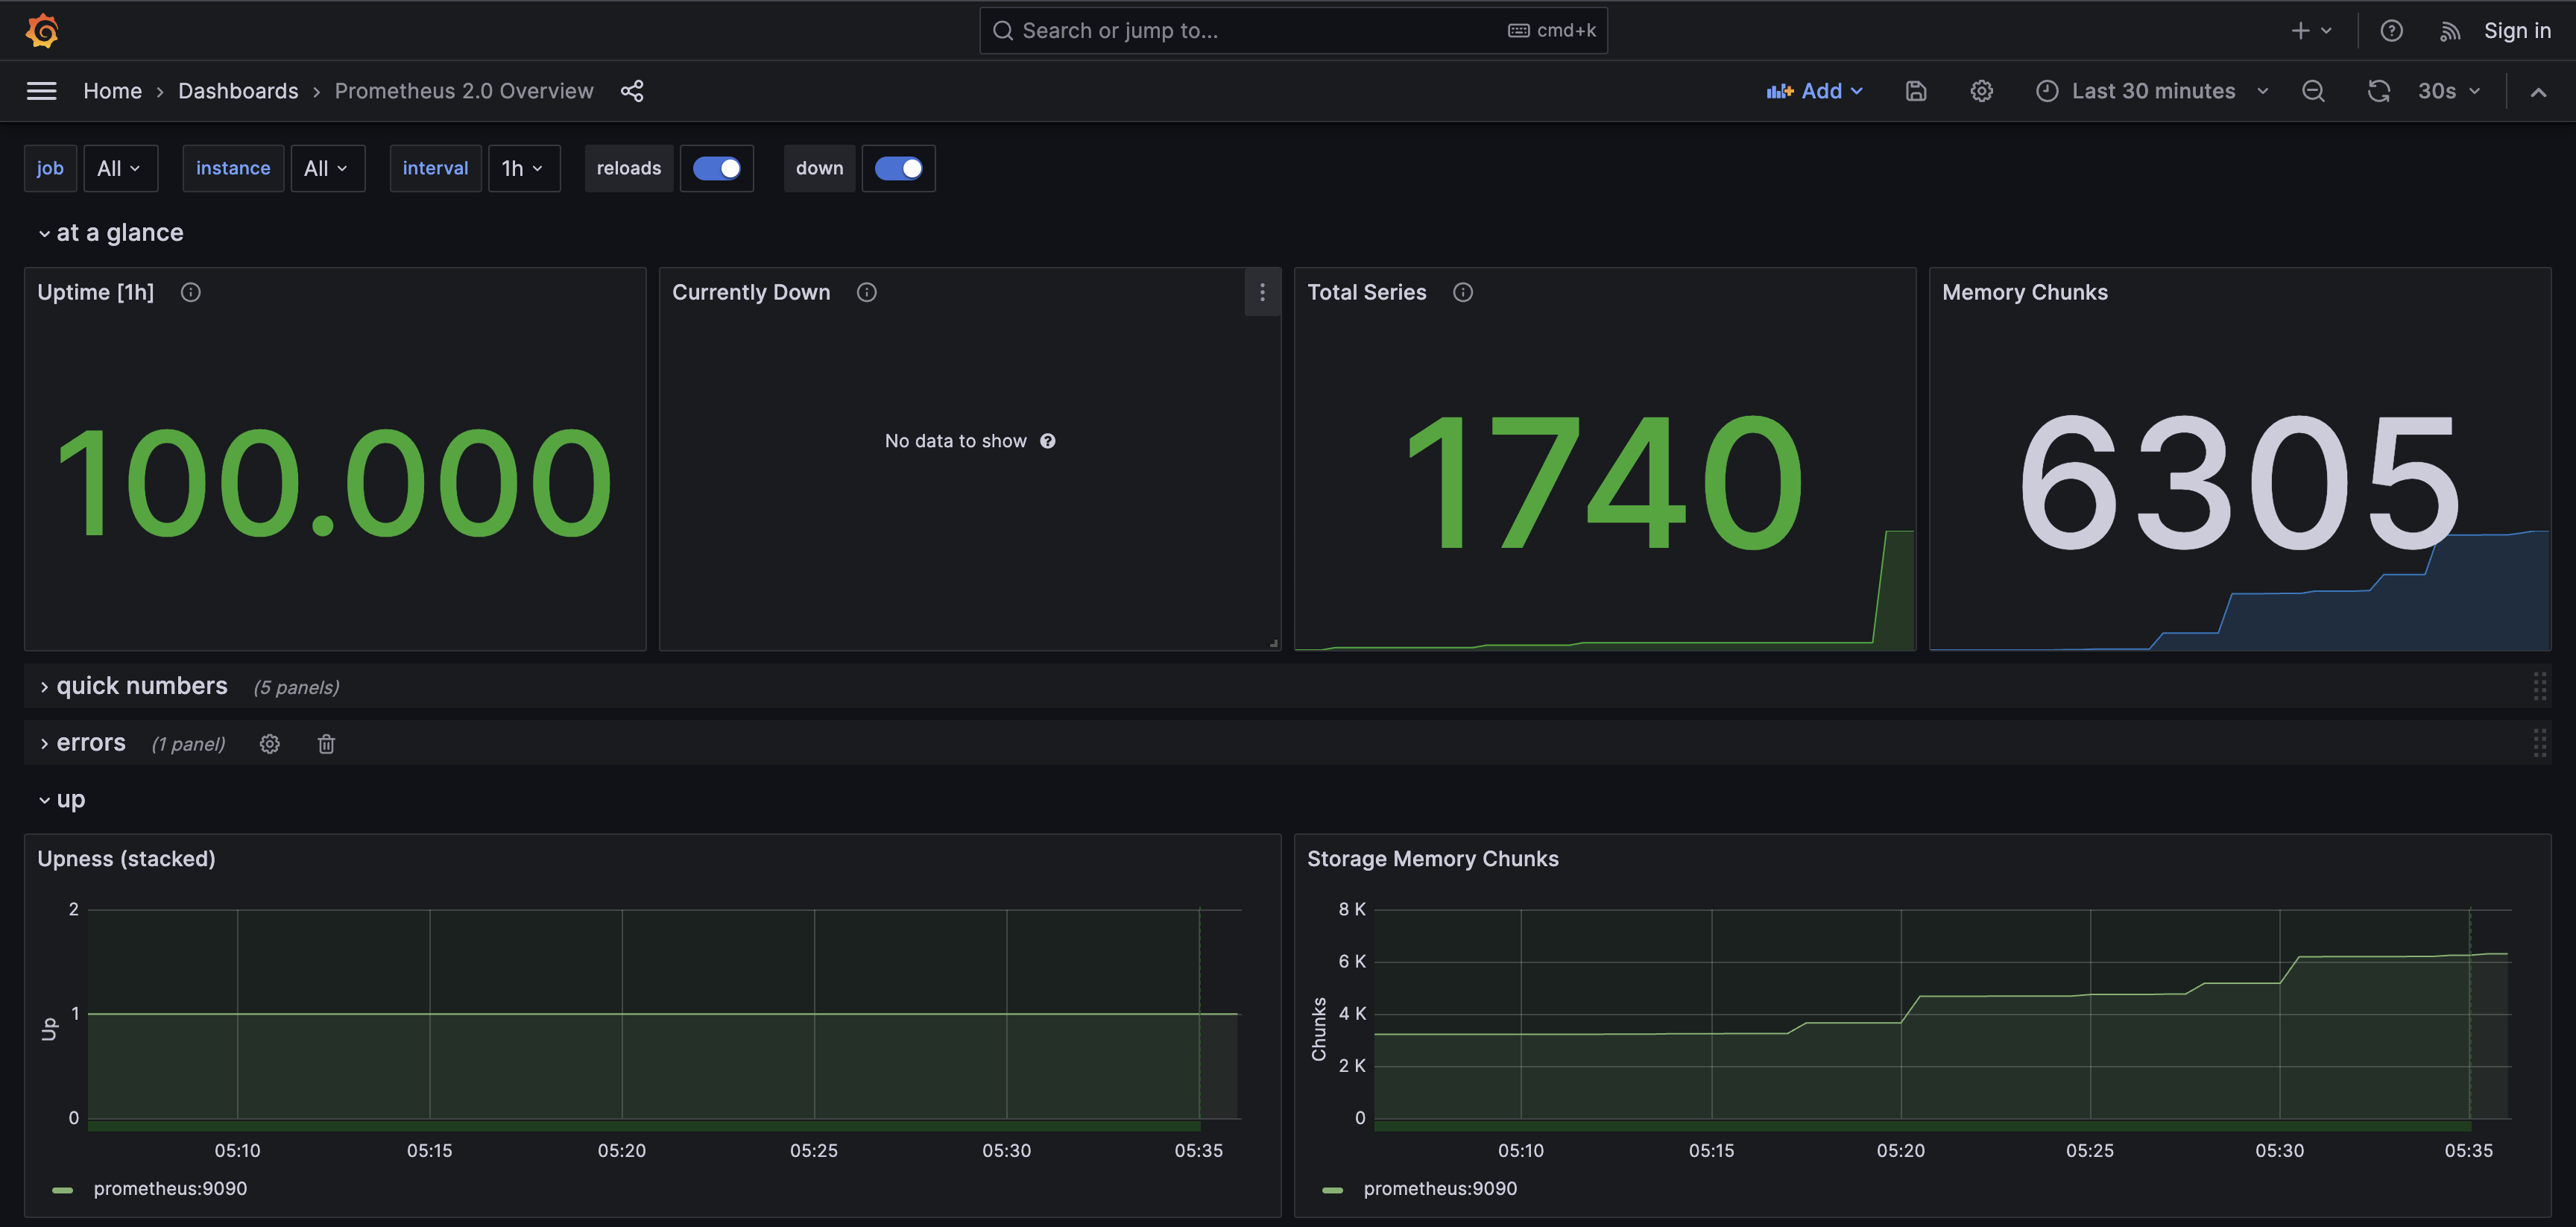 Search or jump to... cmd+k Sign in
Home › Dashboards › Prometheus 2.0 Overview Add Last 30 minutes 30s
job All instance All interval 1h reloads down
at a glance
Uptime [1h] Currently Down Total Series Memory Chunks
100.000 No data to show 1740 6305
quick numbers (5 panels)
errors (1 panel)
up
Upness (stacked)
2
1
0
Up
05:10 05:15 05:20 05:25 05:30 05:35
prometheus:9090
Storage Memory Chunks
8 K
6 K
4 K
2 K
0
Chunks
05:10 05:15 05:20 05:25 05:30 05:35
prometheus:9090